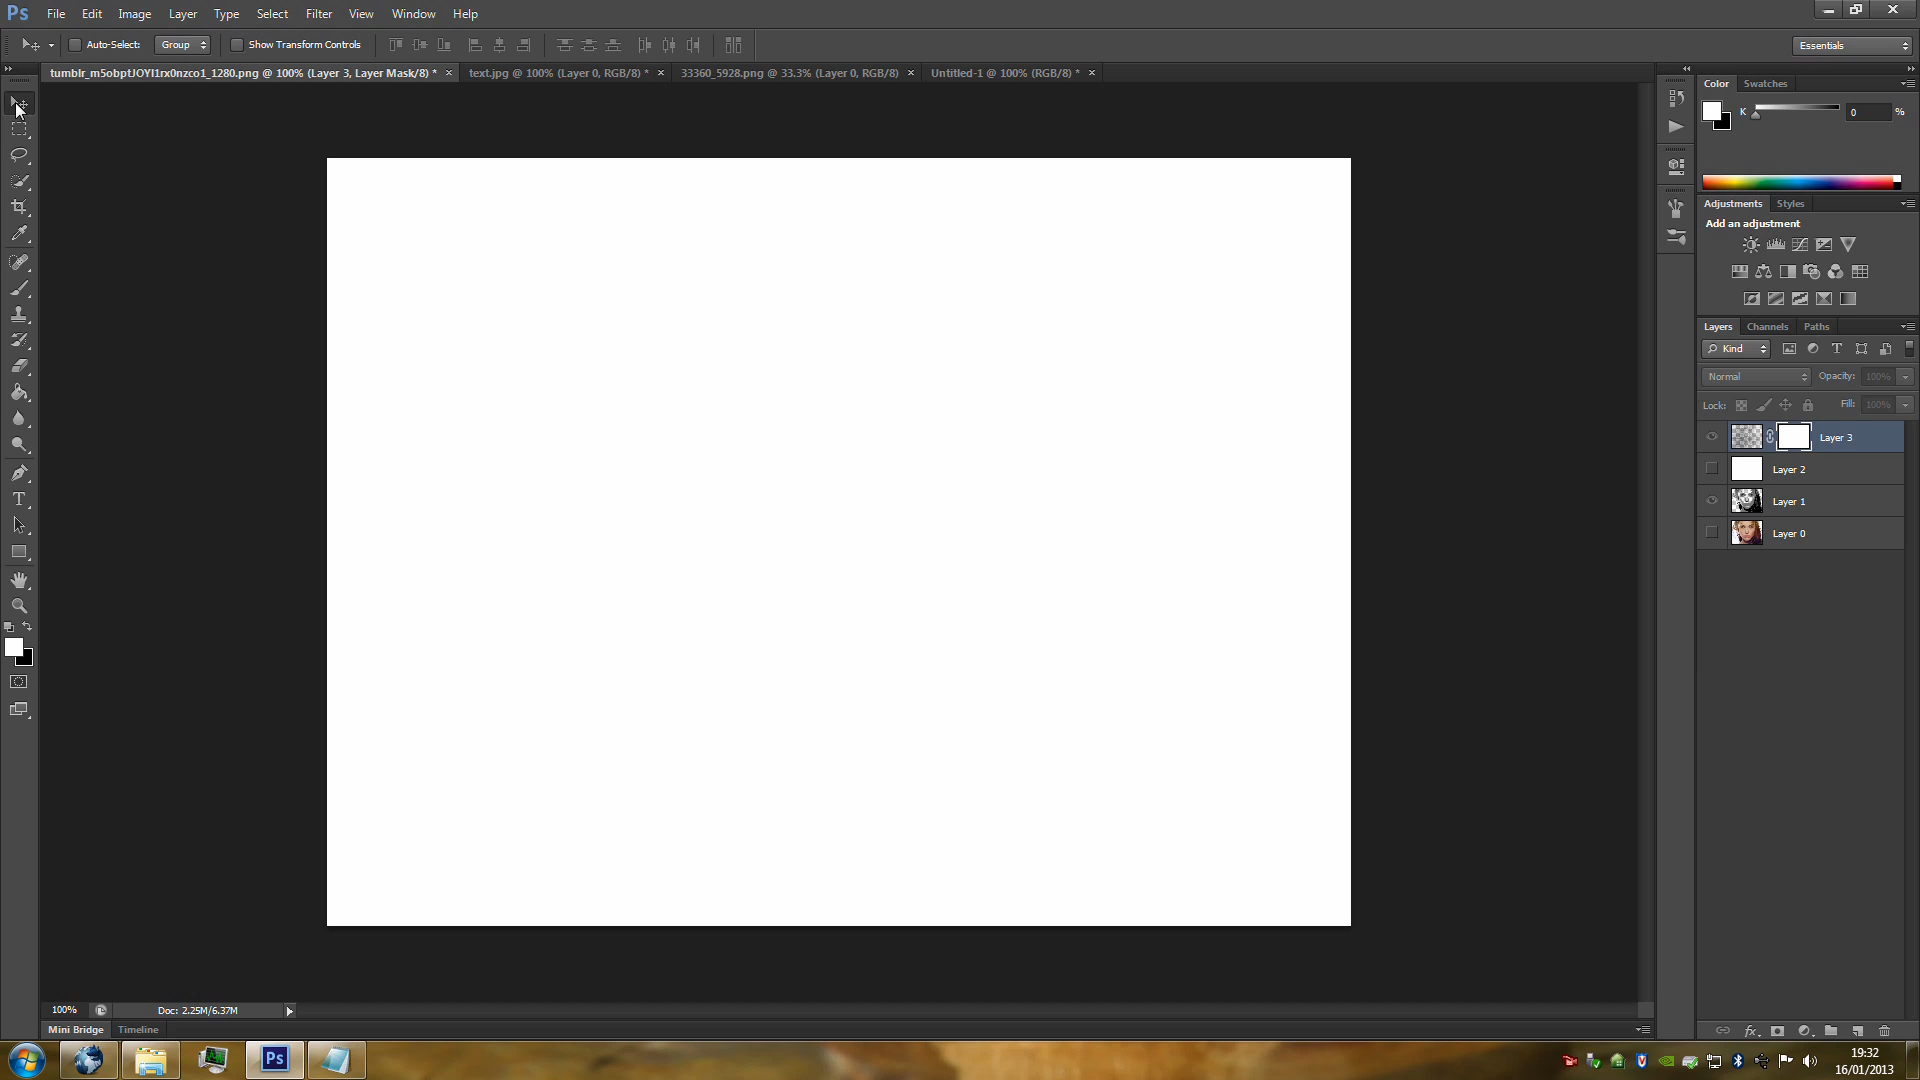 Ps File Edit Image Layer Type Select Filter View Window Help
Auto-Select: Group Show Transform Controls Essentials
tumblr_m5obptJOYl1rx0nzco1_1280.png @ 100% (Layer 3, Layer Mask/8) * text.jpg @ 100% (Layer 0, RGB/8) * 33360_5928.png @ 33.3% (Layer 0, RGB/8) Untitled-1 @ 100% (RGB/8) *
Color Swatches
K 0 %
Adjustments Styles
Add an adjustment
Layers Channels Paths
Kind
Normal Opacity: 100%
Lock: Fill: 100%
Layer 3
Layer 2
Layer 1
Layer 0
100% Doc: 2.25M/6.37M
Mini Bridge Timeline
Ps
19:32
16/01/2013